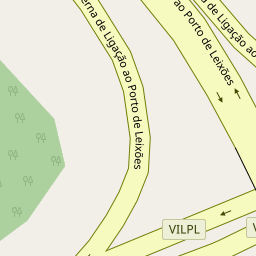 erna de Ligação ao Porto de Leixões
ao Porto de Leixões
de Ligação ao
VILPL
V